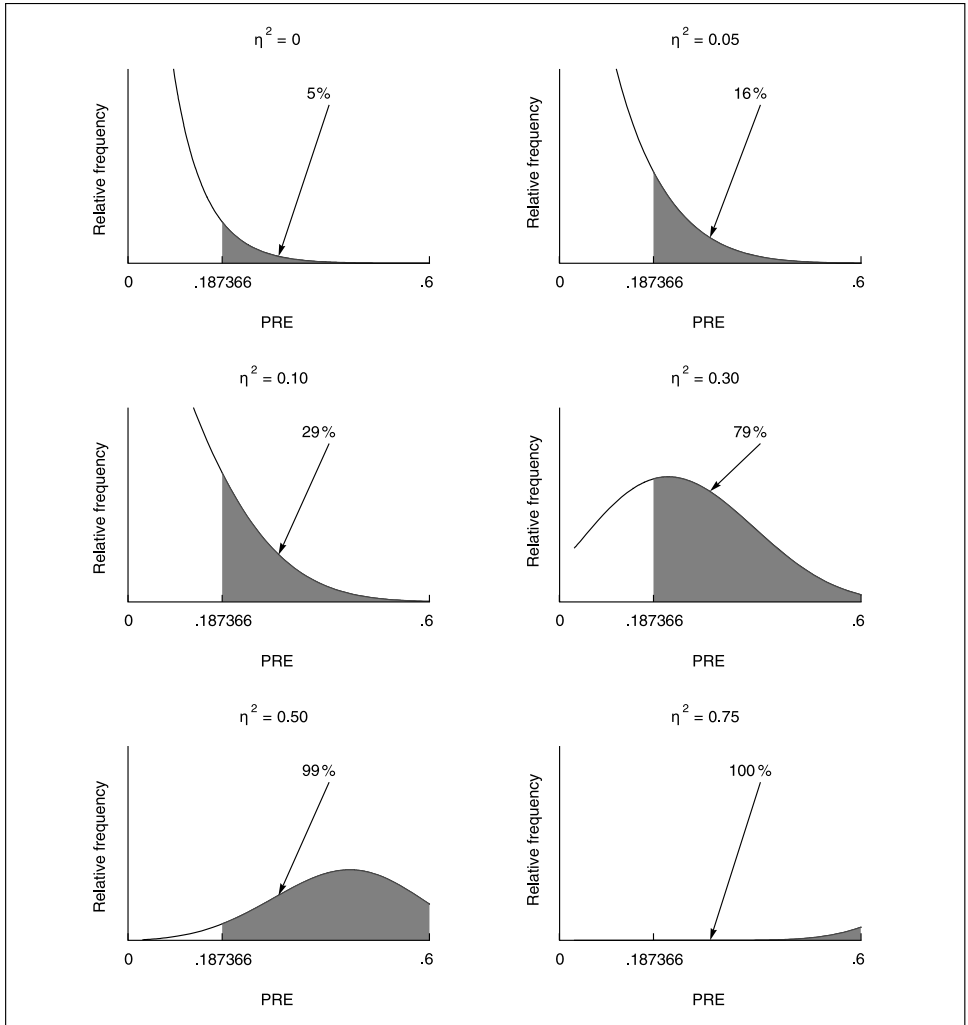 η² = 0
5%
Relative frequency
0 .187366 .6
PRE
η² = 0.05
16%
Relative frequency
0 .187366 .6
PRE
η² = 0.10
29%
Relative frequency
0 .187366 .6
PRE
η² = 0.30
79%
Relative frequency
0 .187366 .6
PRE
η² = 0.50
99%
Relative frequency
0 .187366 .6
PRE
η² = 0.75
100%
Relative frequency
0 .187366 .6
PRE